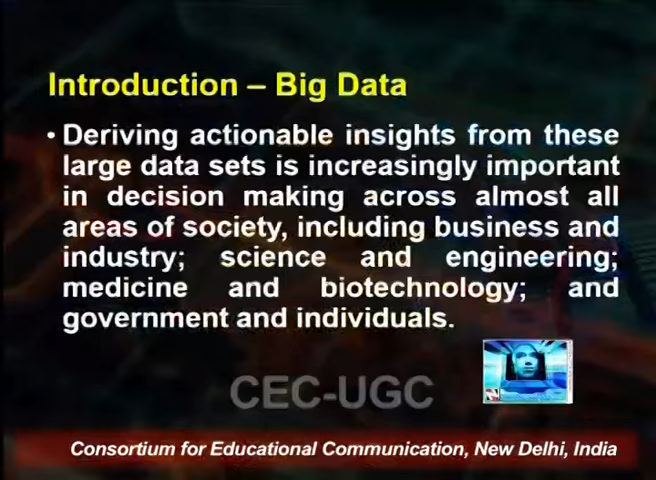 Introduction – Big Data
• Deriving actionable insights from these
large data sets is increasingly important
in decision making across almost all
areas of society, including business and
industry; science and engineering;
medicine and biotechnology; and
government and individuals.
CEC-UGC
Consortium for Educational Communication, New Delhi, India